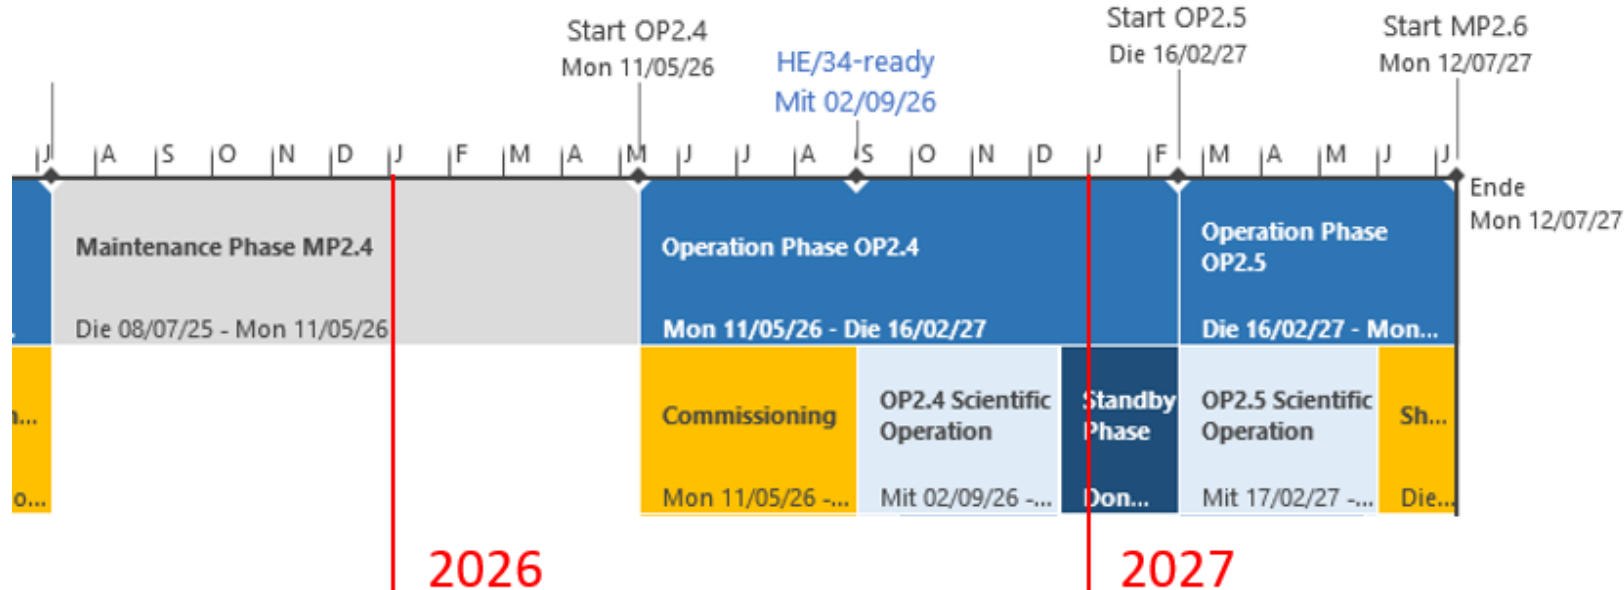 Start OP2.4
Mon 11/05/26
HE/34-ready
Mit 02/09/26
Start OP2.5
Die 16/02/27
Start MP2.6
Mon 12/07/27
J A S O N D J F M A M J J A S O N D J F M A M J J
Ende
Mon 12/07/27
Maintenance Phase MP2.4
Die 08/07/25 - Mon 11/05/26
Operation Phase OP2.4
Mon 11/05/26 - Die 16/02/27
Operation Phase
OP2.5
Die 16/02/27 - Mon...
n...
o...
Commissioning
Mon 11/05/26 -...
OP2.4 Scientific
Operation
Mit 02/09/26 -...
Standby
Phase
Don...
OP2.5 Scientific
Operation
Mit 17/02/27 -...
Sh...
Die...
2026
2027